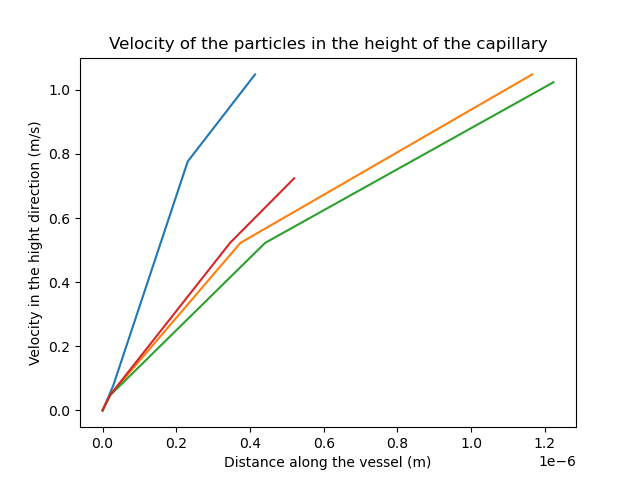 Velocity of the particles in the height of the capillary
Velocity in the hight direction (m/s)
1.0
0.8
0.6
0.4
0.2
0.0
0.0 0.2 0.4 0.6 0.8 1.0 1.2
1e−6
Distance along the vessel (m)